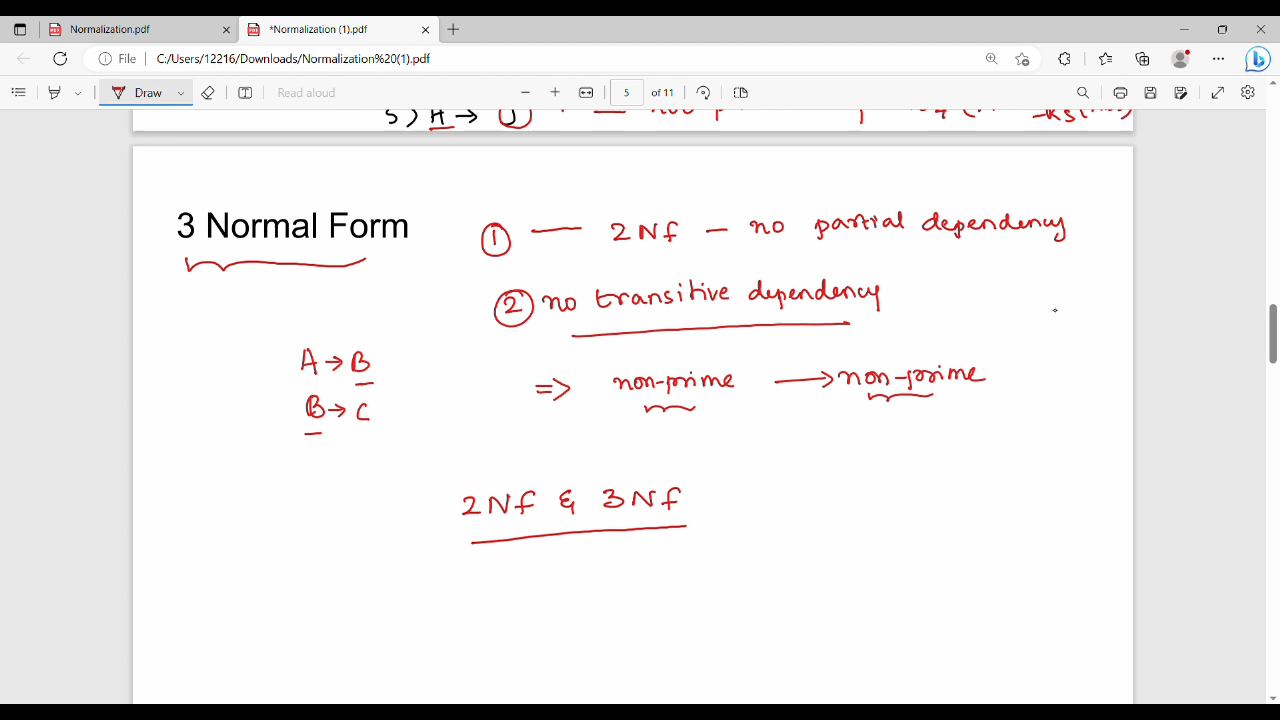 Normalization.pdf
*Normalization (1).pdf
File
C:/Users/12216/Downloads/Normalization%20(1).pdf
Draw
Read aloud
5 of 11
5) A → J
3 Normal Form
① — 2Nf — no partial dependency
② no transitive dependency
A → B
B → C
=> non-prime → non-prime
2Nf & 3Nf